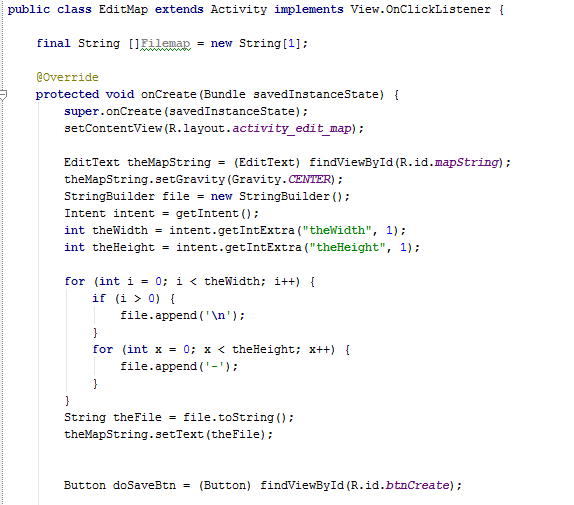 public class EditMap extends Activity implements View.OnClickListener {
    final String []Filemap = new String[1];
    @Override
    protected void onCreate(Bundle savedInstanceState) {
        super.onCreate(savedInstanceState);
        setContentView(R.layout.activity_edit_map);
        EditText theMapString = (EditText) findViewById(R.id.mapString);
        theMapString.setGravity(Gravity.CENTER);
        StringBuilder file = new StringBuilder();
        Intent intent = getIntent();
        int theWidth = intent.getIntExtra("theWidth", 1);
        int theHeight = intent.getIntExtra("theHeight", 1);
        for (int i = 0; i < theWidth; i++) {
            if (i > 0) {
                file.append('\n');
            }
            for (int x = 0; x < theHeight; x++) {
                file.append('-');
            }
        }
        String theFile = file.toString();
        theMapString.setText(theFile);
        Button doSaveBtn = (Button) findViewById(R.id.btnCreate);